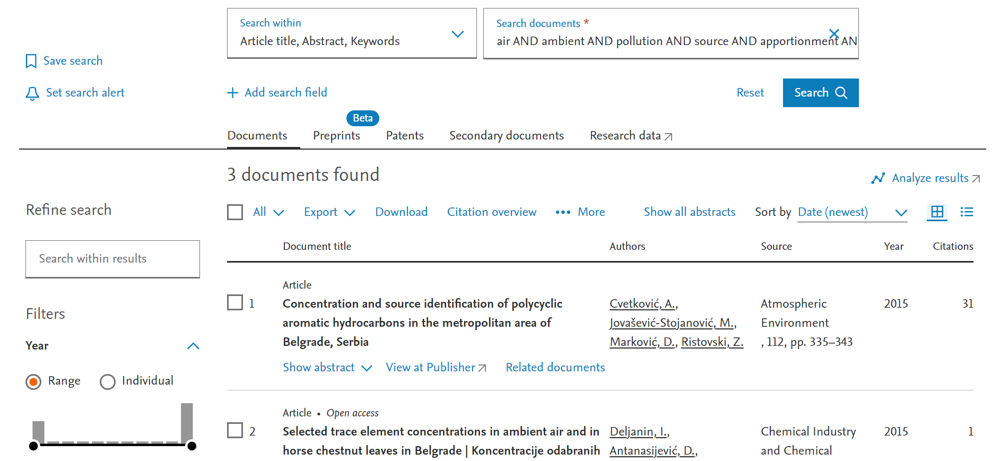 Search within
Article title, Abstract, Keywords
Search documents *
air AND ambient AND pollution AND source AND apportionment AN
Save search
Set search alert
Add search field
Reset
Search
Beta
Documents
Preprints
Patents
Secondary documents
Research data
3 documents found
Analyze results
Refine search
All
Export
Download
Citation overview
More
Show all abstracts
Sort by
Date (newest)
Search within results
Document title
Authors
Source
Year
Citations
Filters
Year
Range
Individual
Article
1
Concentration and source identification of polycyclic
aromatic hydrocarbons in the metropolitan area of
Belgrade, Serbia
Cvetković, A.,
Jovašević-Stojanović, M.,
Marković, D., Ristovski, Z.
Atmospheric
Environment
, 112, pp. 335–343
2015
31
Show abstract
View at Publisher
Related documents
Article • Open access
2
Selected trace element concentrations in ambient air and in
horse chestnut leaves in Belgrade | Koncentracije odabranih
Deljanin, I.,
Antanasijević, D.,
Chemical Industry
and Chemical
2015
1